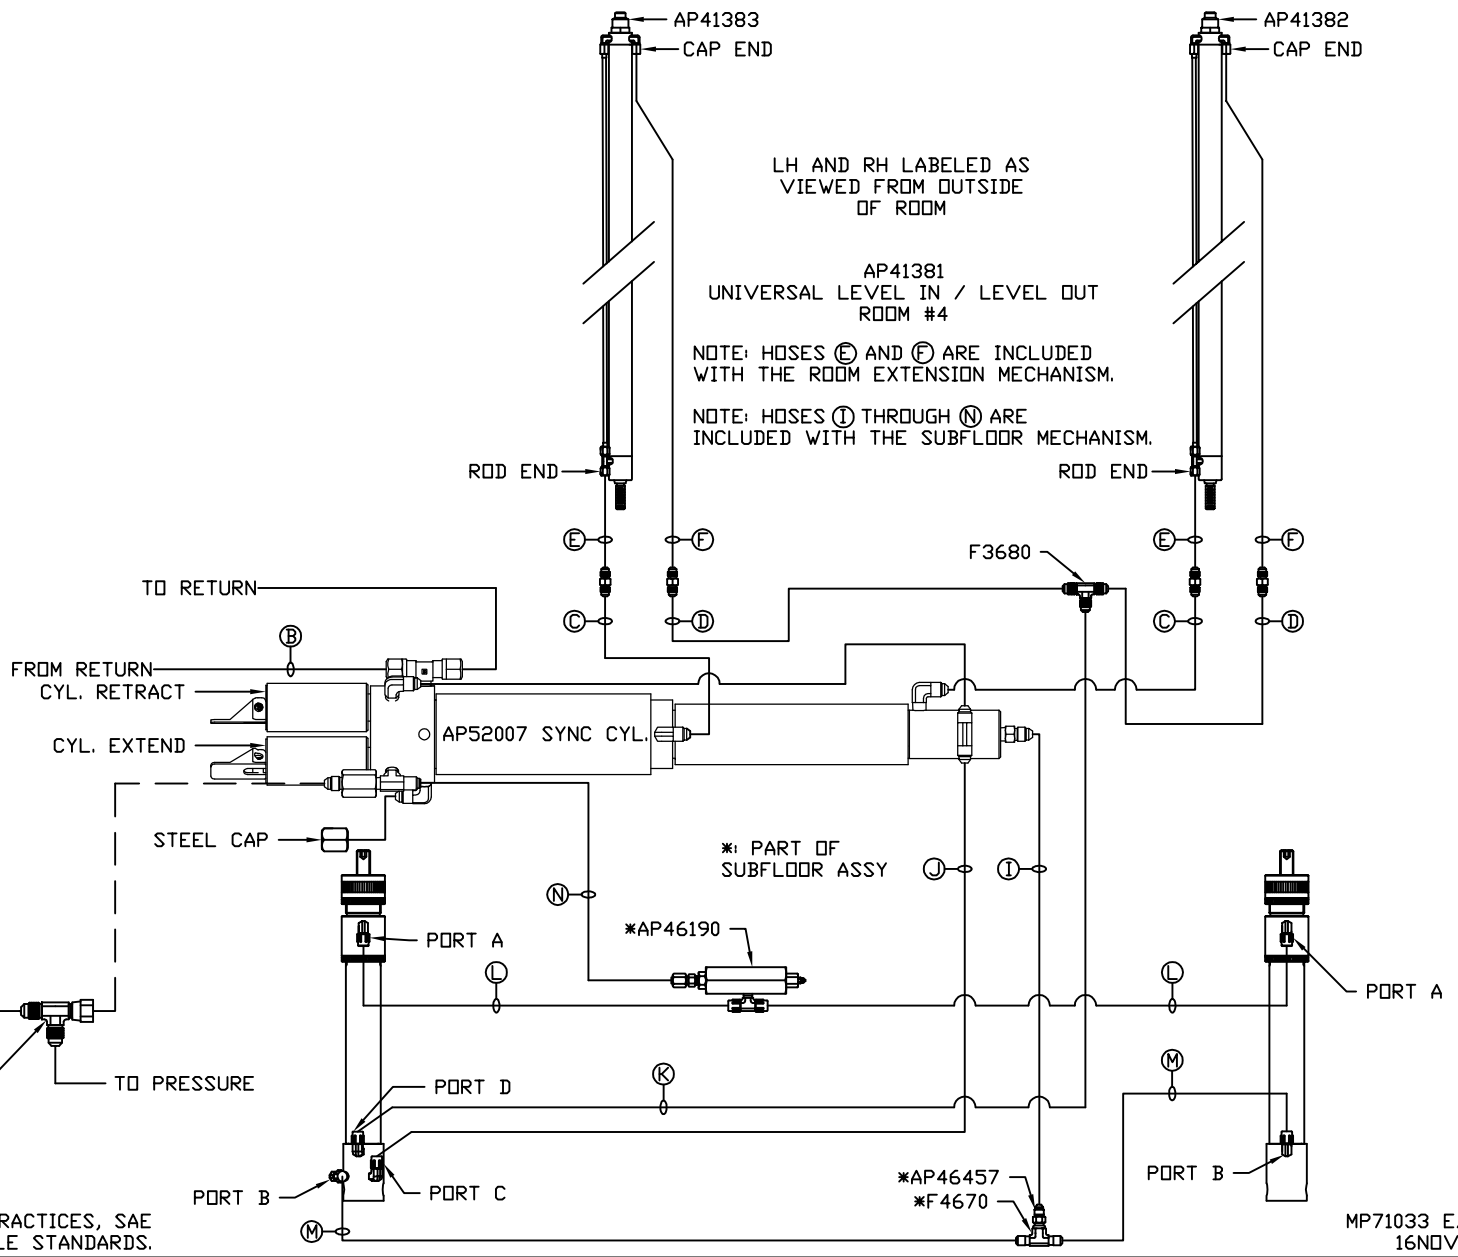 AP41383
CAP END
AP41382
CAP END
LH AND RH LABELED AS
VIEWED FROM OUTSIDE
OF ROOM
AP41381
UNIVERSAL LEVEL IN / LEVEL OUT
ROOM #4
NOTE: HOSES E AND F ARE INCLUDED
WITH THE ROOM EXTENSION MECHANISM.
NOTE: HOSES I THROUGH N ARE
INCLUDED WITH THE SUBFLOOR MECHANISM.
ROD END
ROD END
E
F
F3680
E
F
TO RETURN
C
D
C
D
B
FROM RETURN
CYL. RETRACT
CYL. EXTEND
AP52007 SYNC CYL.
STEEL CAP
*: PART OF
SUBFLOOR ASSY
J
I
N
*AP46190
PORT A
L
L
PORT A
TO PRESSURE
PORT D
K
M
PORT B
PORT C
*AP46457
*F4670
PORT B
M
RACTICES, SAE
LE STANDARDS.
MP71033 E.
16NOV